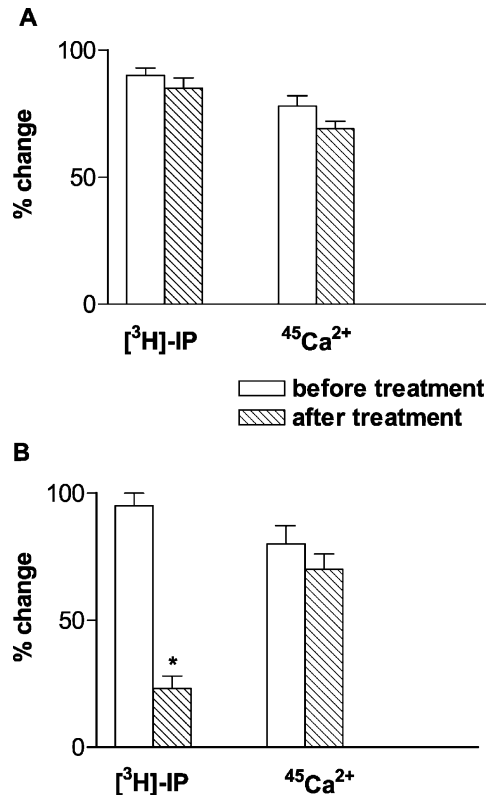 A
100
50
0
% change
[³H]-IP ⁴⁵Ca²⁺
before treatment
after treatment
B
100
50
0
% change
*
[³H]-IP ⁴⁵Ca²⁺